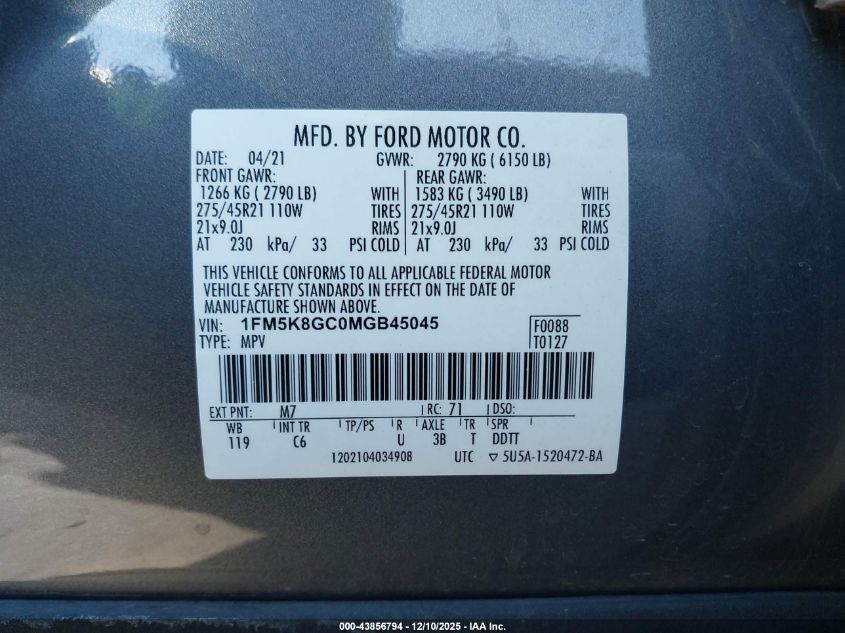 MFD. BY FORD MOTOR CO.
DATE: 04/21 GVWR: 2790 KG ( 6150 LB)
FRONT GAWR: REAR GAWR:
1266 KG ( 2790 LB) WITH 1583 KG ( 3490 LB) WITH
275/45R21 110W TIRES 275/45R21 110W TIRES
21x9.0J RIMS 21x9.0J RIMS
AT 230 kPa/ 33 PSI COLD AT 230 kPa/ 33 PSI COLD
THIS VEHICLE CONFORMS TO ALL APPLICABLE FEDERAL MOTOR
VEHICLE SAFETY STANDARDS IN EFFECT ON THE DATE OF
MANUFACTURE SHOWN ABOVE.
VIN: 1FM5K8GC0MGB45045 F0088
TYPE: MPV T0127
EXT PNT: M7 RC: 71 DSO:
WB INT TR TP/PS R AXLE TR SPR
119 C6 U 3B T DDTT
1202104034908 UTC ▽ 5U5A-1520472-BA
000-43856794 - 12/10/2025 - IAA Inc.